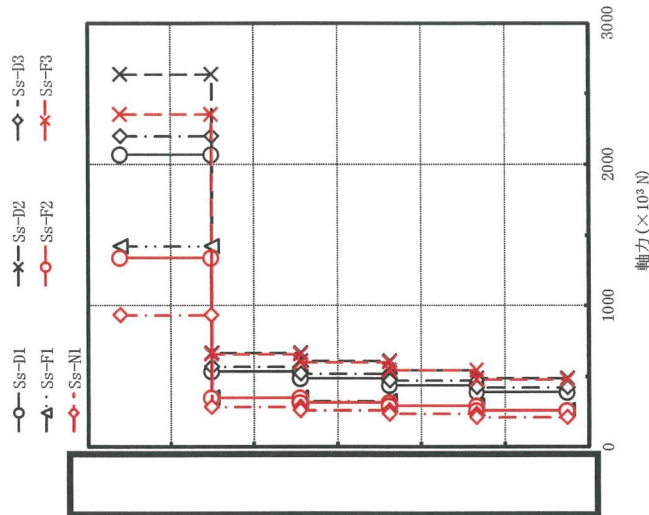 Ss-D1
Ss-D2
Ss-D3
Ss-F1
Ss-F2
Ss-F3
Ss-N1
3000
2000
1000
0
軸力(×10³ N)